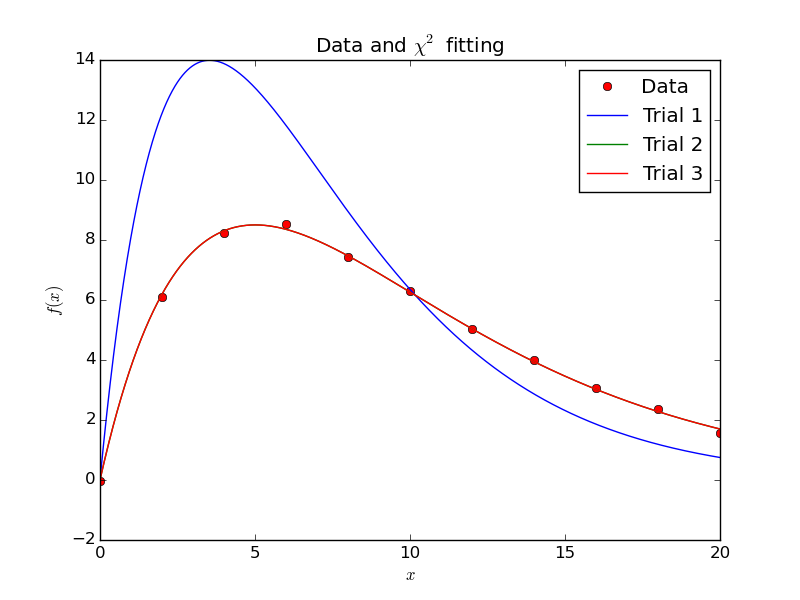 Data and χ² fitting
14
12
10
8
6
4
2
0
−2
f(x)
0 5 10 15 20
x
Data
Trial 1
Trial 2
Trial 3